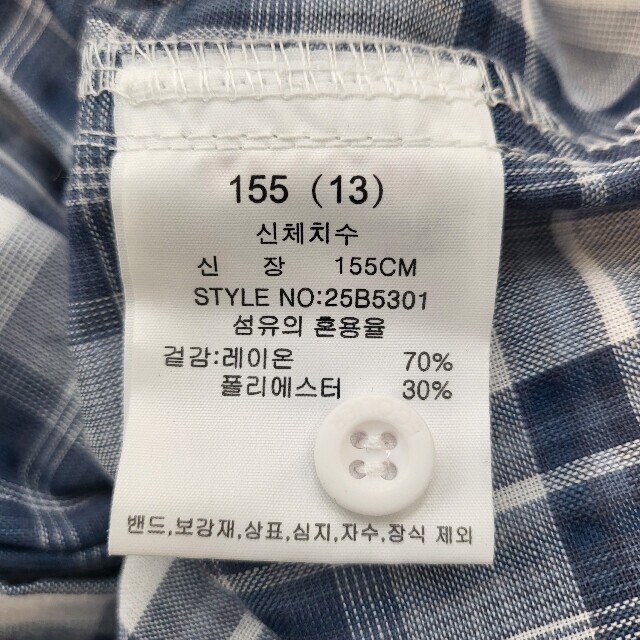 155 (13)
신체치수
신 장 155CM
STYLE NO:25B5301
섬유의 혼용율
겉감:레이온 70%
폴리에스터 30%
밴드,보강재,상표,심지,자수,장식 제외